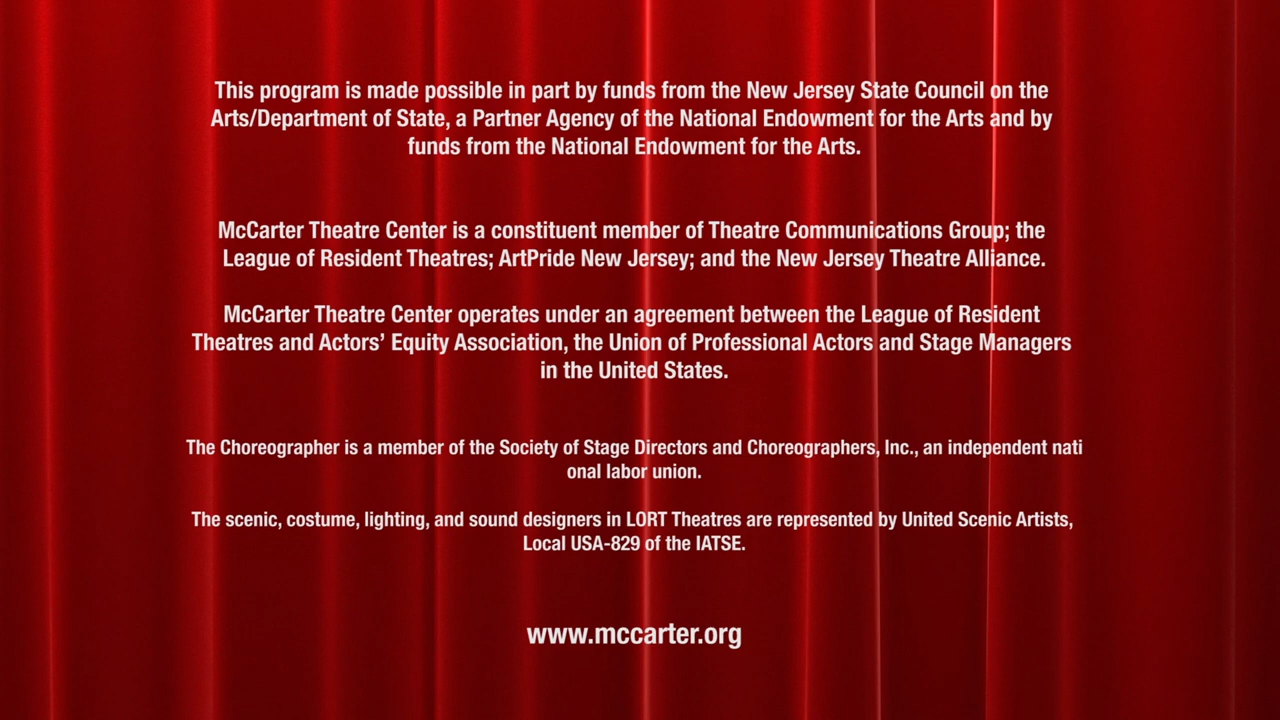 This program is made possible in part by funds from the New Jersey State Council on the
Arts/Department of State, a Partner Agency of the National Endowment for the Arts and by
funds from the National Endowment for the Arts.
McCarter Theatre Center is a constituent member of Theatre Communications Group; the
League of Resident Theatres; ArtPride New Jersey; and the New Jersey Theatre Alliance.
McCarter Theatre Center operates under an agreement between the League of Resident
Theatres and Actors’ Equity Association, the Union of Professional Actors and Stage Managers
in the United States.
The Choreographer is a member of the Society of Stage Directors and Choreographers, Inc., an independent nati
onal labor union.
The scenic, costume, lighting, and sound designers in LORT Theatres are represented by United Scenic Artists,
Local USA-829 of the IATSE.
www.mccarter.org